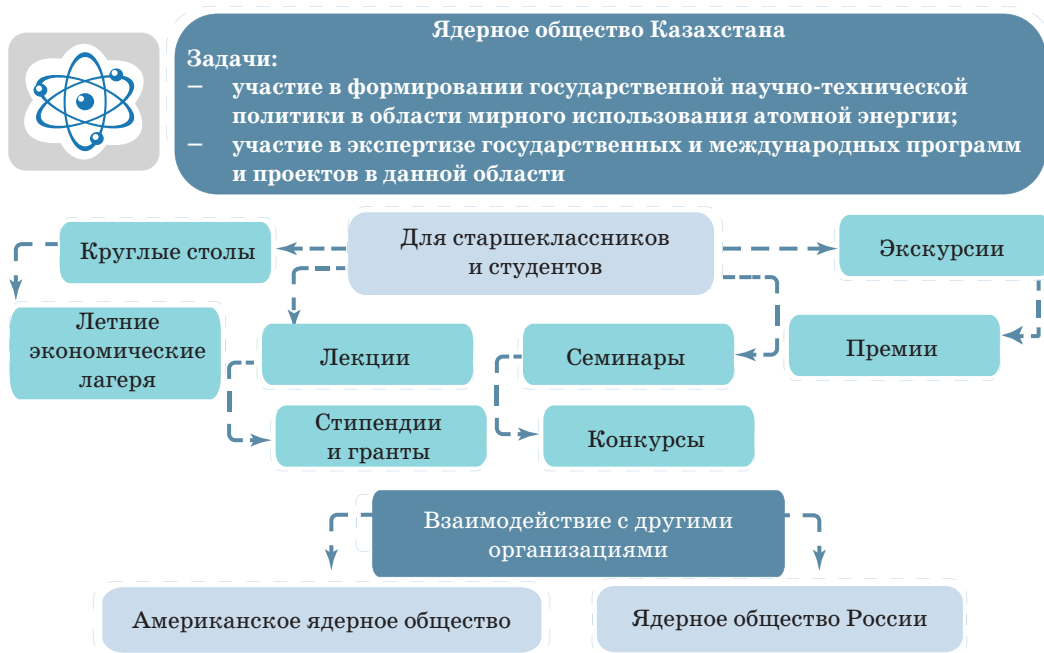 Ядерное общество Казахстана
Задачи:
– участие в формировании государственной научно-технической
политики в области мирного использования атомной энергии;
– участие в экспертизе государственных и международных программ
и проектов в данной области
Круглые столы
Для старшеклассников
и студентов
Экскурсии
Летние
экономические
лагеря
Лекции
Семинары
Премии
Стипендии
и гранты
Конкурсы
Взаимодействие с другими
организациями
Американское ядерное общество
Ядерное общество России